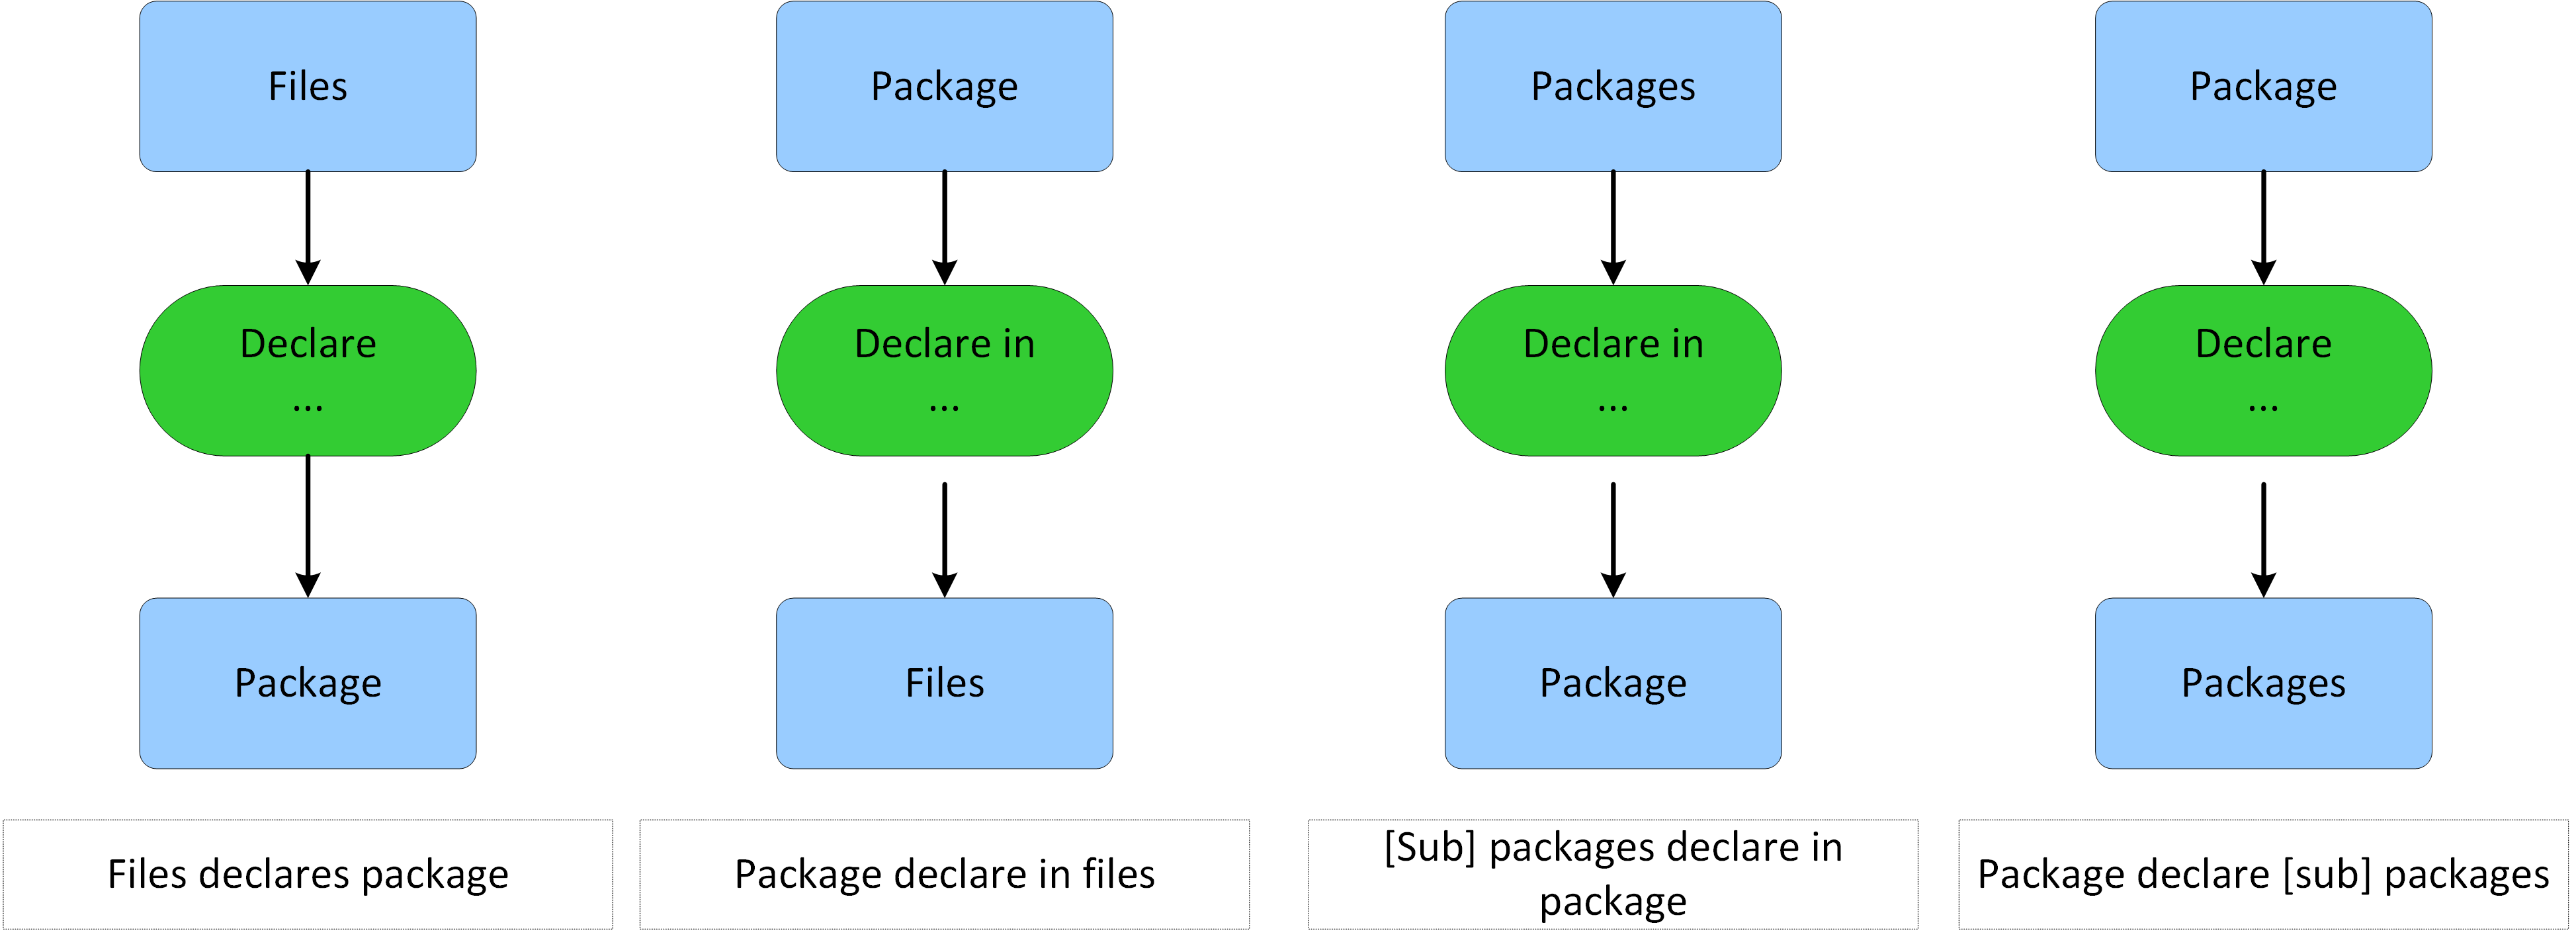 Files
Declare
...
Package
Files declares package
Package
Declare in
...
Files
Package declare in files
Packages
Declare in
...
Package
[Sub] packages declare in
package
Package
Declare
...
Packages
Package declare [sub] packages